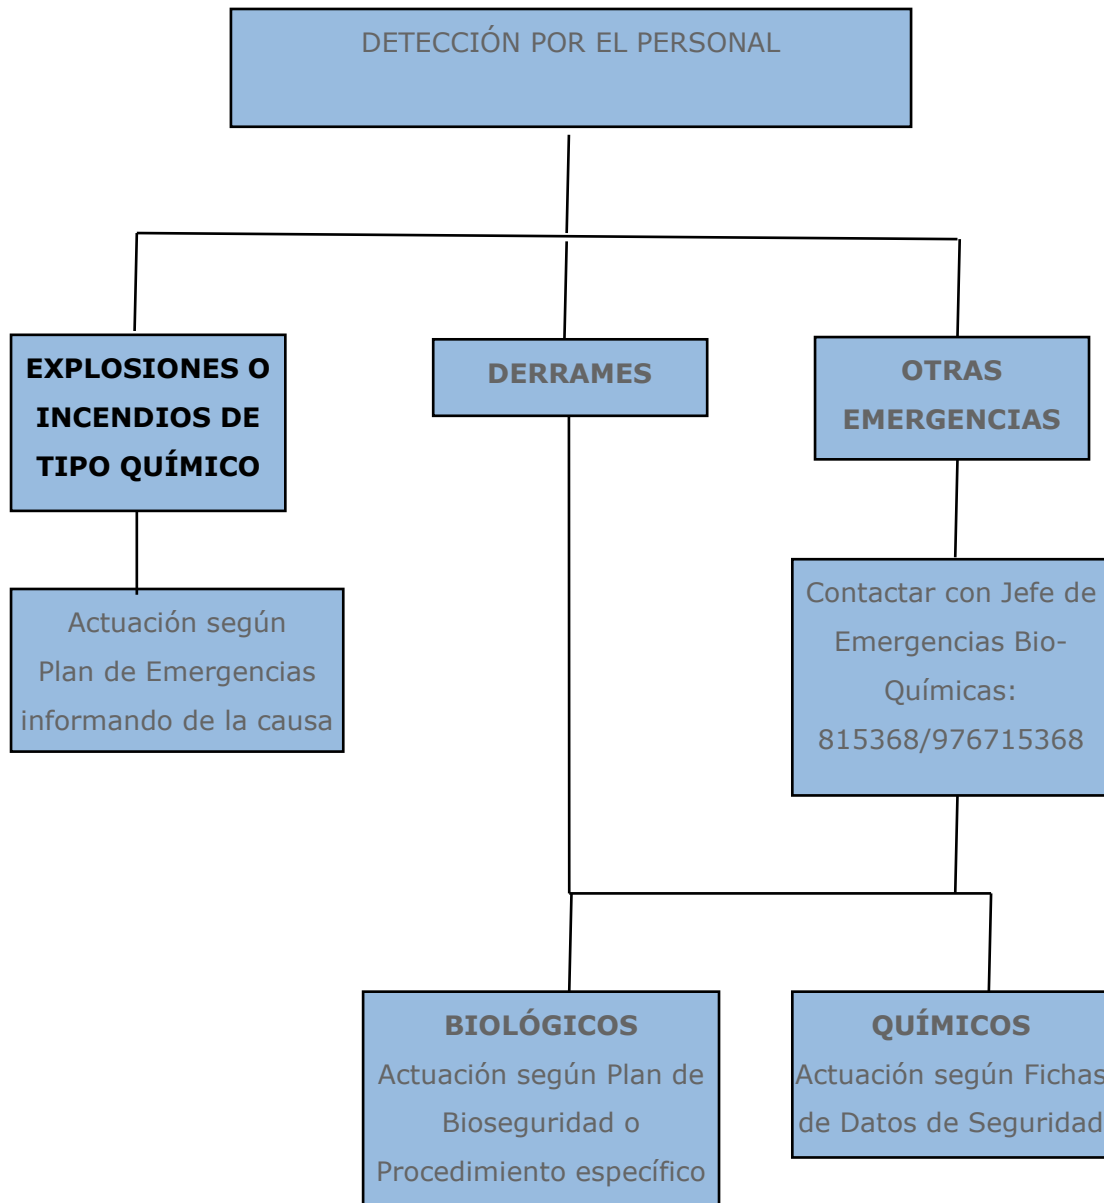 DETECCIÓN POR EL PERSONAL
EXPLOSIONES O
INCENDIOS DE
TIPO QUÍMICO
DERRAMES
OTRAS
EMERGENCIAS
Actuación según
Plan de Emergencias
informando de la causa
Contactar con Jefe de
Emergencias Bio-
Químicas:
815368/976715368
BIOLÓGICOS
Actuación según Plan de
Bioseguridad o
Procedimiento específico
QUÍMICOS
Actuación según Fichas
de Datos de Seguridad